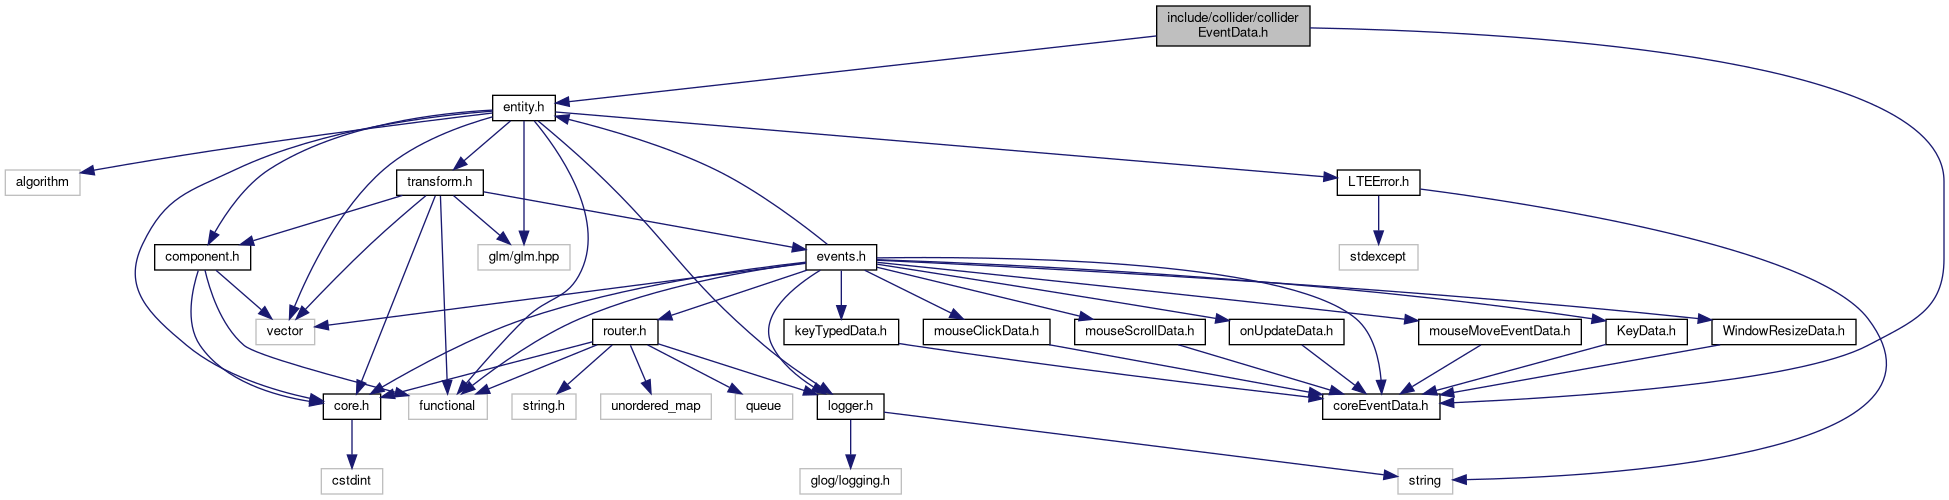 include/collider/collider
EventData.h
entity.h
algorithm
transform.h
LTEError.h
component.h
glm/glm.hpp
events.h
stdexcept
vector
router.h
keyTypedData.h
mouseClickData.h
mouseScrollData.h
onUpdateData.h
mouseMoveEventData.h
KeyData.h
WindowResizeData.h
core.h
functional
string.h
unordered_map
queue
logger.h
coreEventData.h
cstdint
glog/logging.h
string